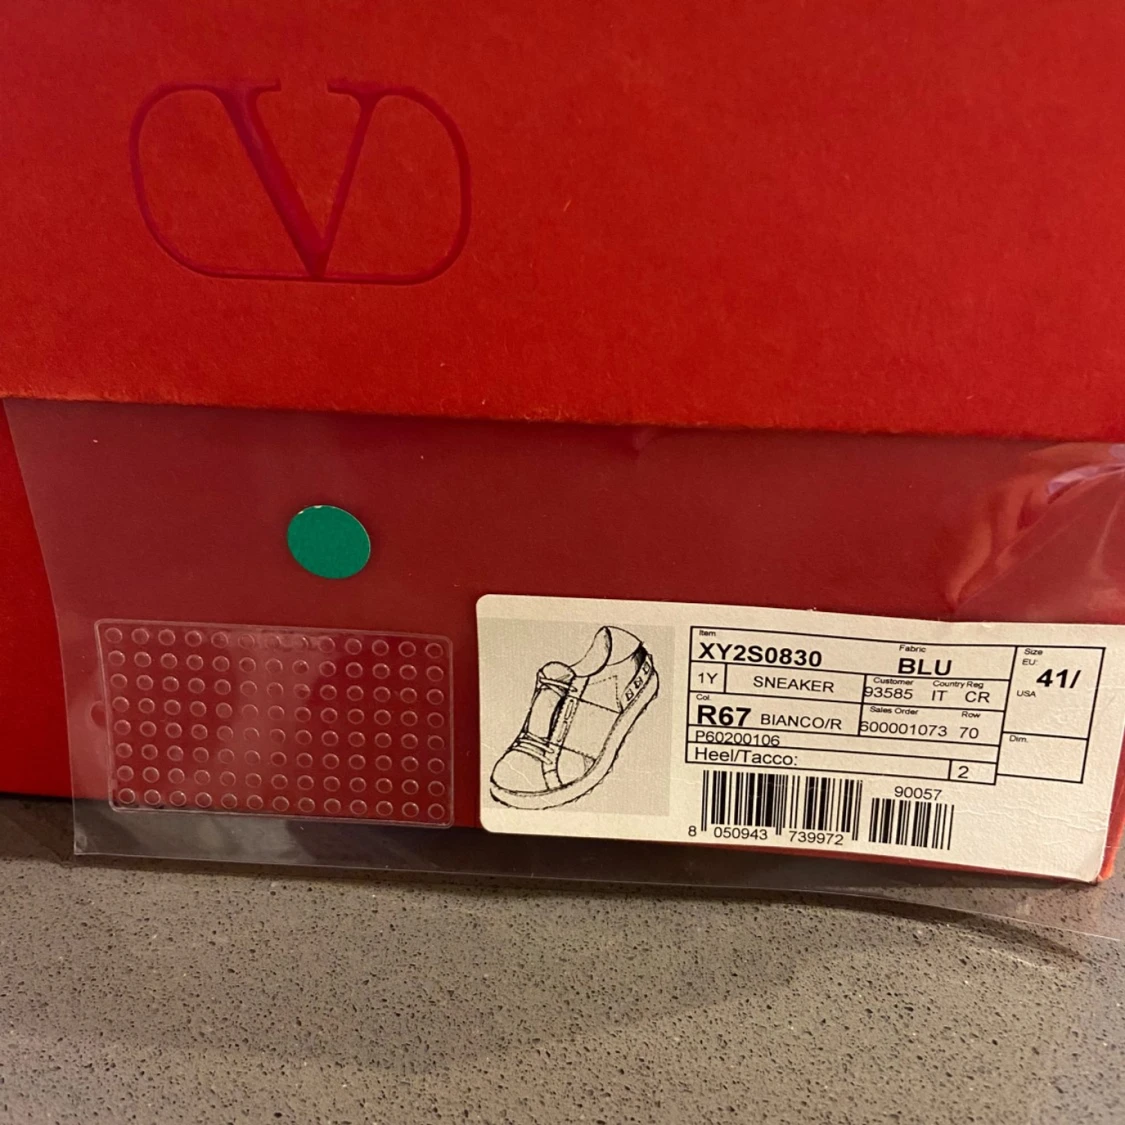 V
Item
XY2S0830
Fabric
BLU
Size
EU:
41/
USA
1Y
SNEAKER
Customer
93585
Country Reg
IT CR
Col.
R67 BIANCO/R
Sales Order
600001073
Row
70
P60200106
Dim.
Heel/Tacco:
2
90057
8 050943 739972